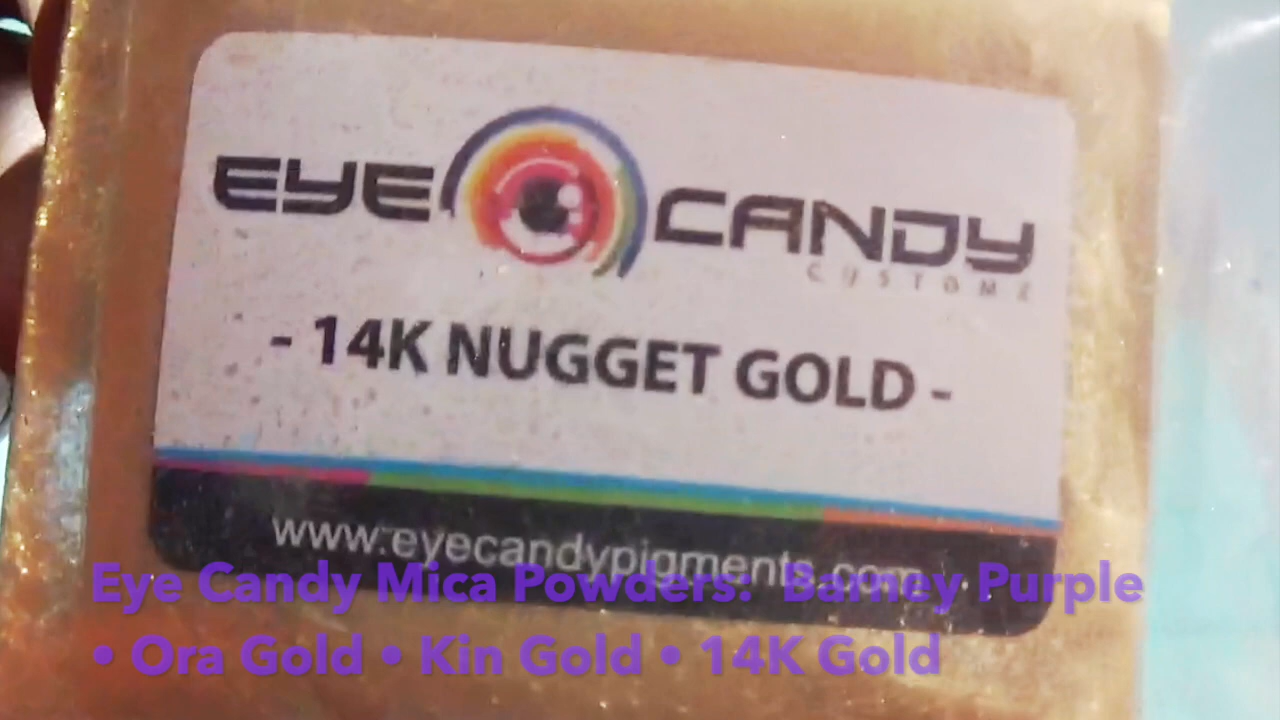 EYE CANDY
CUSTOMZ
- 14K NUGGET GOLD -
www.eyecandypigments.com
Eye Candy Mica Powders: Barney Purple
• Ora Gold • Kin Gold • 14K Gold